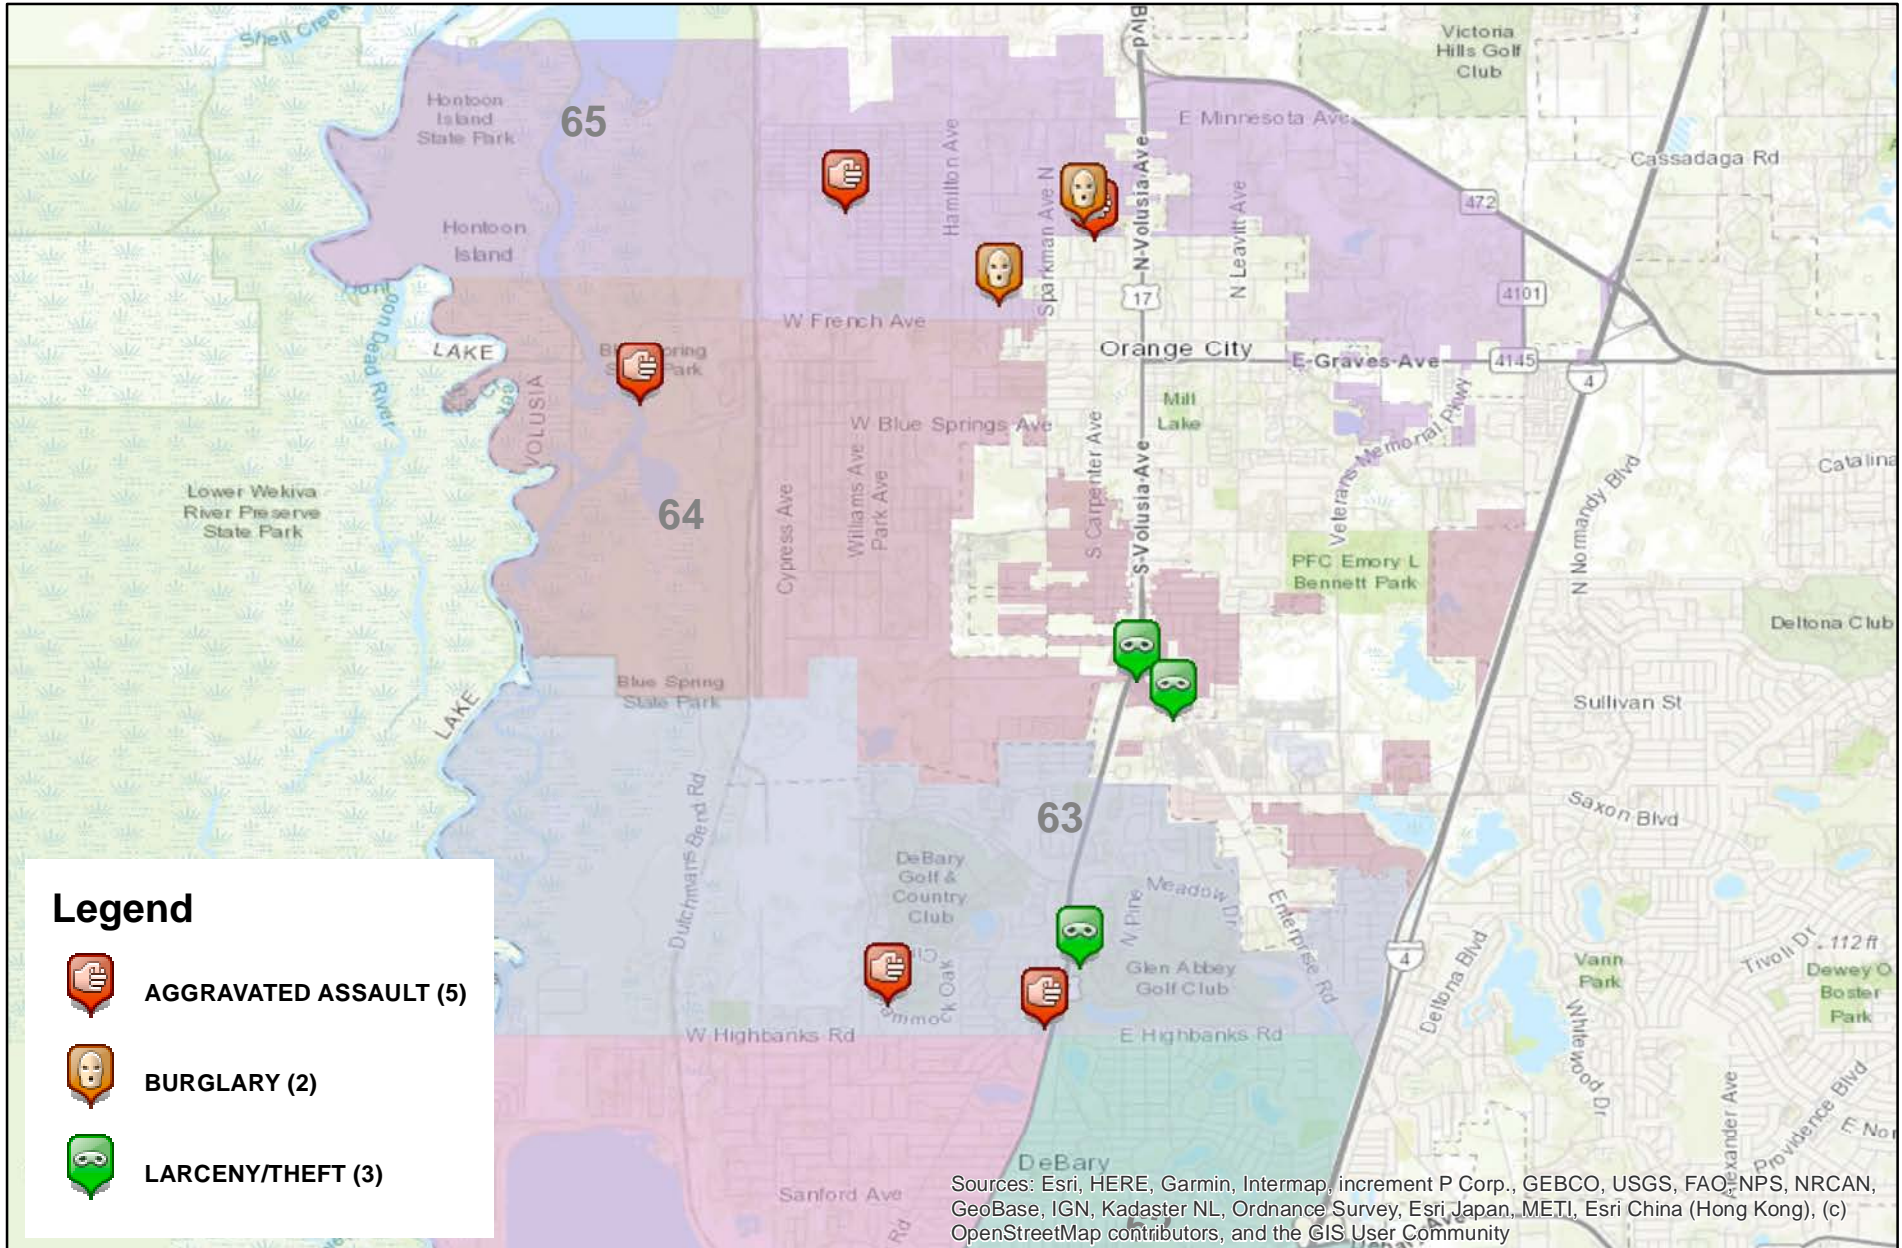 Shell Creek
Blvd
Victoria
Hills Golf
Club
Hontoon
Island
State Park
65
E Minnesota Ave
Cassadaga Rd
Hamilton Ave
Sparkman Ave N
N Volusia Ave
N Leavitt Ave
472
Hontoon
Island
Hontoon Dead River
17
4101
W French Ave
LAKE
VOLUSIA
Orange City
E Graves Ave
4145
4
Mill
Lake
W Blue Springs Ave
Veterans Memorial Pkwy
Catalina
N Normandy Blvd
S Carpenter Ave
S Volusia Ave
Williams Ave
Park Ave
Cypress Ave
Lower Wekiva
River Preserve
State Park
64
PFC Emory L
Bennett Park
Deltona Club
Blue Spring
State Park
LAKE
Sullivan St
Dutchmans Bend Rd
63
Saxon Blvd
DeBary
Golf &
Country
Club
Meadow Dr
N Pine
Enterprise Rd
Glen Abbey
Golf Club
4
Deltona Blvd
Vann
Park
Tivoli Dr
112 ft
Dewey O
Boster
Park
Whitewood Dr
W Highbanks Rd
E Highbanks Rd
Alexander Ave
Providence Blvd
E Nor
DeBary
Sanford Ave
Rd
Legend
AGGRAVATED ASSAULT (5)
BURGLARY (2)
LARCENY/THEFT (3)
Sources: Esri, HERE, Garmin, Intermap, increment P Corp., GEBCO, USGS, FAO, NPS, NRCAN,
GeoBase, IGN, Kadaster NL, Ordnance Survey, Esri Japan, METI, Esri China (Hong Kong), (c)
OpenStreetMap contributors, and the GIS User Community